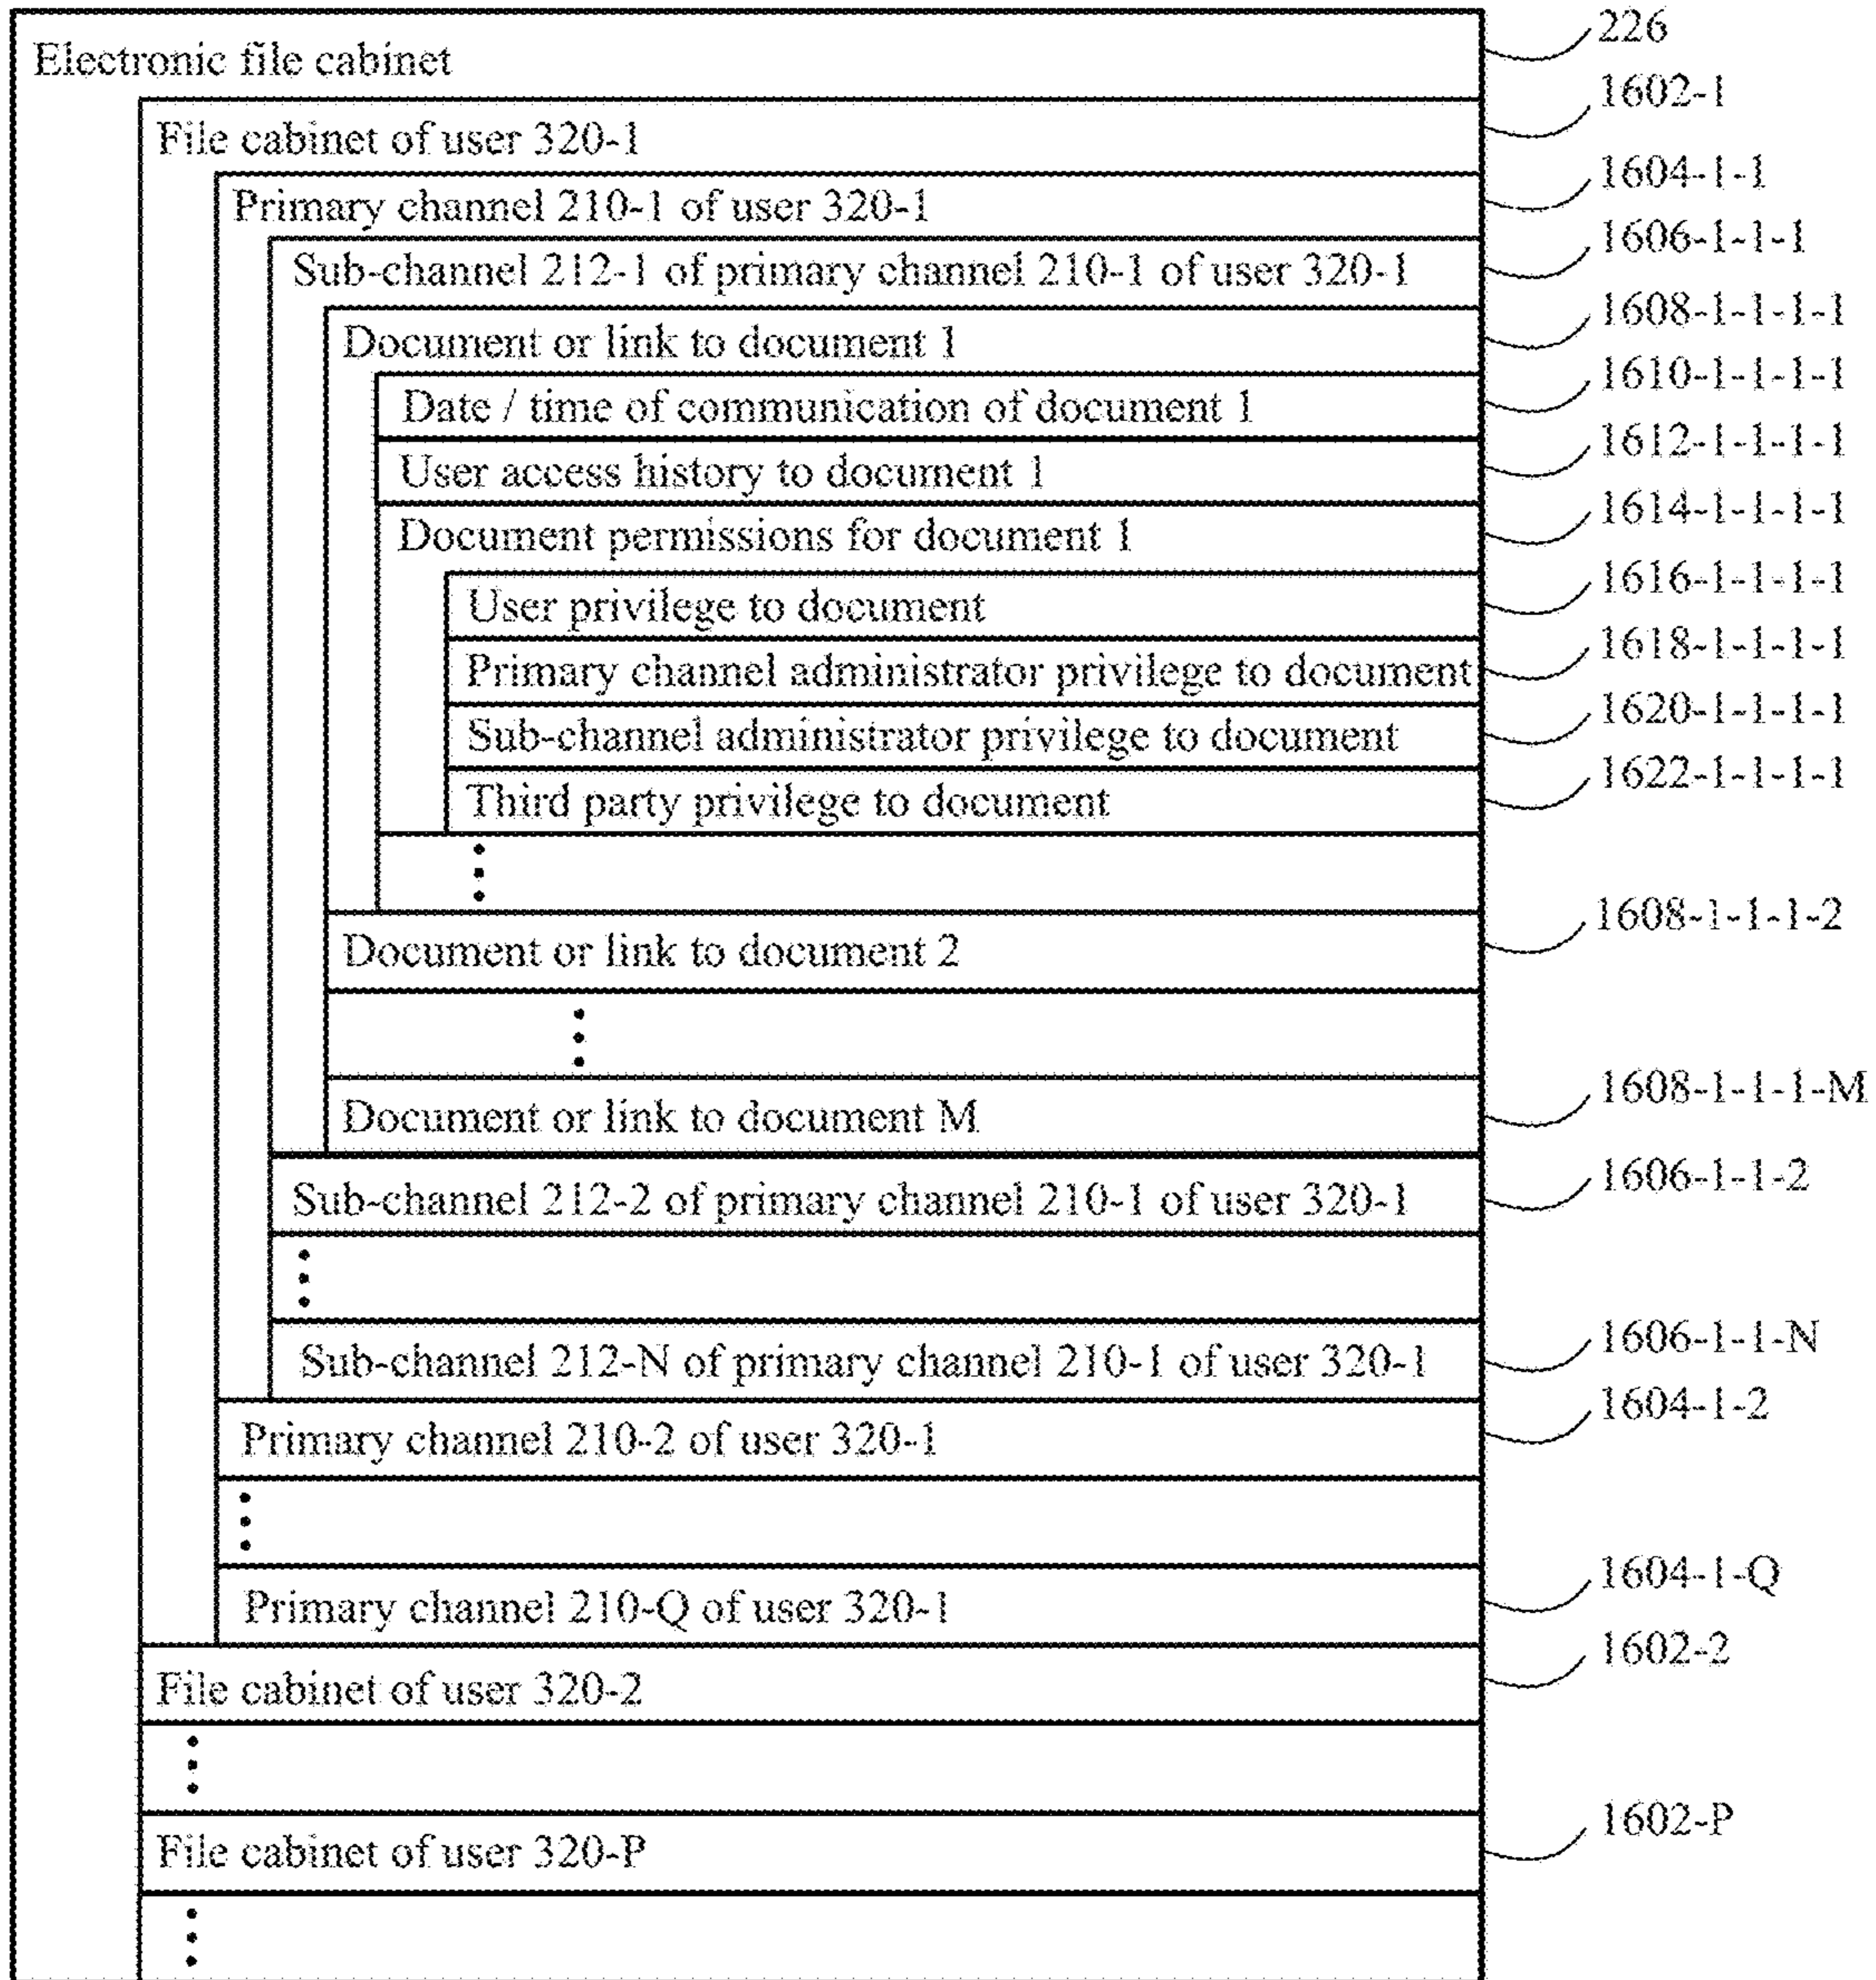 Electronic file cabinet 226
File cabinet of user 320-1 1602-1
Primary channel 210-1 of user 320-1 1604-1-1
Sub-channel 212-1 of primary channel 210-1 of user 320-1 1606-1-1-1
Document or link to document 1 1608-1-1-1-1
Date / time of communication of document 1 1610-1-1-1-1
User access history to document 1 1612-1-1-1-1
Document permissions for document 1 1614-1-1-1-1
User privilege to document 1616-1-1-1-1
Primary channel administrator privilege to document 1618-1-1-1-1
Sub-channel administrator privilege to document 1620-1-1-1-1
Third party privilege to document 1622-1-1-1-1
Document or link to document 2 1608-1-1-1-2
Document or link to document M 1608-1-1-1-M
Sub-channel 212-2 of primary channel 210-1 of user 320-1 1606-1-1-2
Sub-channel 212-N of primary channel 210-1 of user 320-1 1606-1-1-N
Primary channel 210-2 of user 320-1 1604-1-2
Primary channel 210-Q of user 320-1 1604-1-Q
File cabinet of user 320-2 1602-2
File cabinet of user 320-P 1602-P